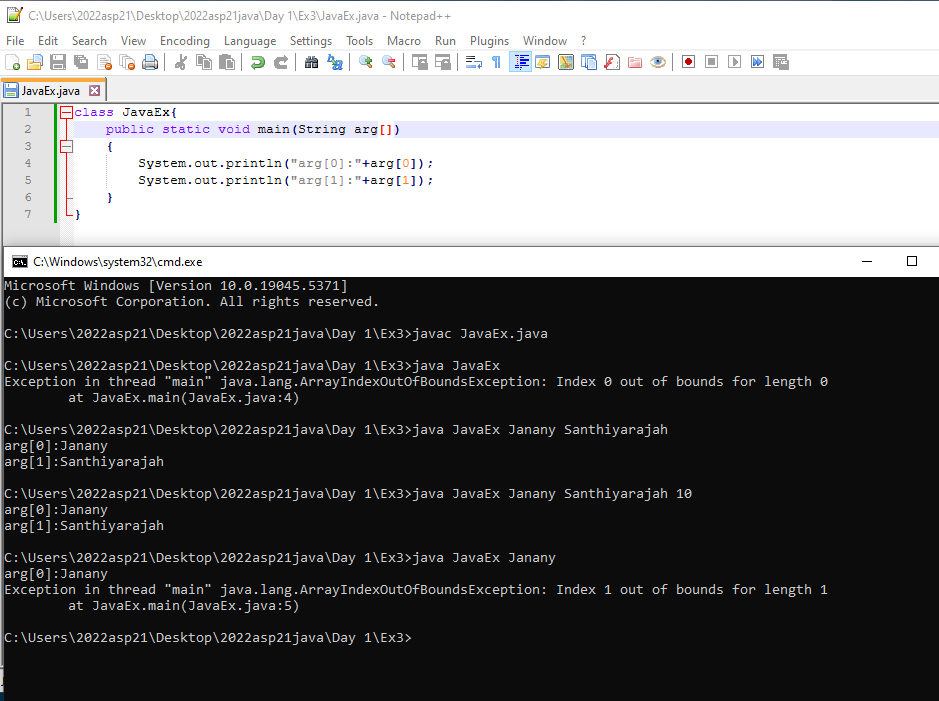 C:\Users\2022asp21\Desktop\2022asp21java\Day 1\Ex3\JavaEx.java - Notepad++
File Edit Search View Encoding Language Settings Tools Macro Run Plugins Window ?
JavaEx.java
1 class JavaEx{
2 public static void main(String arg[])
3 {
4 System.out.println("arg[0]:"+arg[0]);
5 System.out.println("arg[1]:"+arg[1]);
6 }
7 }
C:\Windows\system32\cmd.exe
Microsoft Windows [Version 10.0.19045.5371]
(c) Microsoft Corporation. All rights reserved.
C:\Users\2022asp21\Desktop\2022asp21java\Day 1\Ex3>javac JavaEx.java
C:\Users\2022asp21\Desktop\2022asp21java\Day 1\Ex3>java JavaEx
Exception in thread "main" java.lang.ArrayIndexOutOfBoundsException: Index 0 out of bounds for length 0
at JavaEx.main(JavaEx.java:4)
C:\Users\2022asp21\Desktop\2022asp21java\Day 1\Ex3>java JavaEx Janany Santhiyarajah
arg[0]:Janany
arg[1]:Santhiyarajah
C:\Users\2022asp21\Desktop\2022asp21java\Day 1\Ex3>java JavaEx Janany Santhiyarajah 10
arg[0]:Janany
arg[1]:Santhiyarajah
C:\Users\2022asp21\Desktop\2022asp21java\Day 1\Ex3>java JavaEx Janany
arg[0]:Janany
Exception in thread "main" java.lang.ArrayIndexOutOfBoundsException: Index 1 out of bounds for length 1
at JavaEx.main(JavaEx.java:5)
C:\Users\2022asp21\Desktop\2022asp21java\Day 1\Ex3>